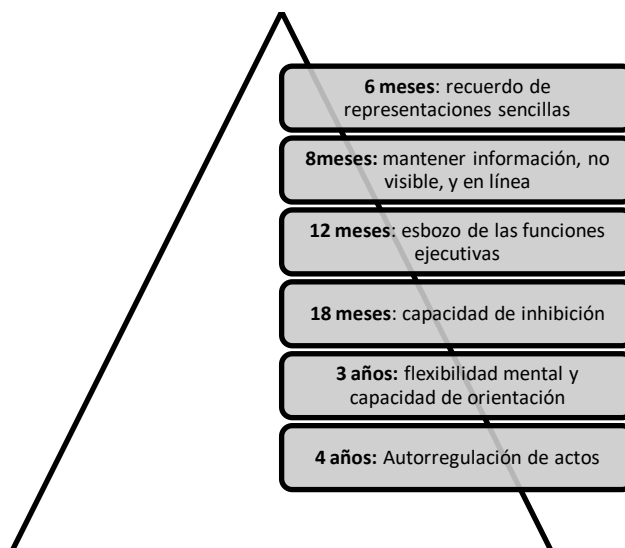 6 meses: recuerdo de
representaciones sencillas
8meses: mantener información, no
visible, y en línea
12 meses: esbozo de las funciones
ejecutivas
18 meses: capacidad de inhibición
3 años: flexibilidad mental y
capacidad de orientación
4 años: Autorregulación de actos